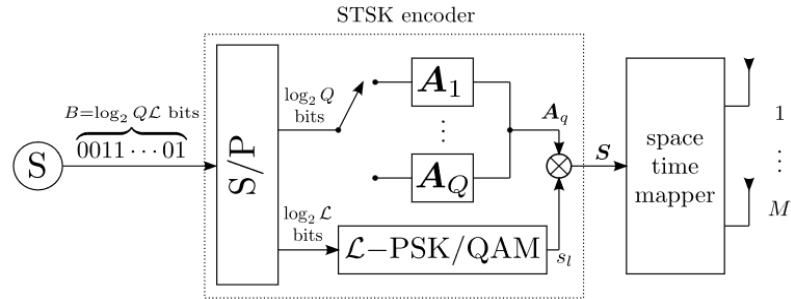 STSK encoder
B=log₂ Qℒ bits
0011 ⋯ 01
S
S/P
log₂ Q
bits
A₁
⋮
A_Q
A_q
log₂ ℒ
bits
ℒ−PSK/QAM
s_l
S
space
time
mapper
1
⋮
M